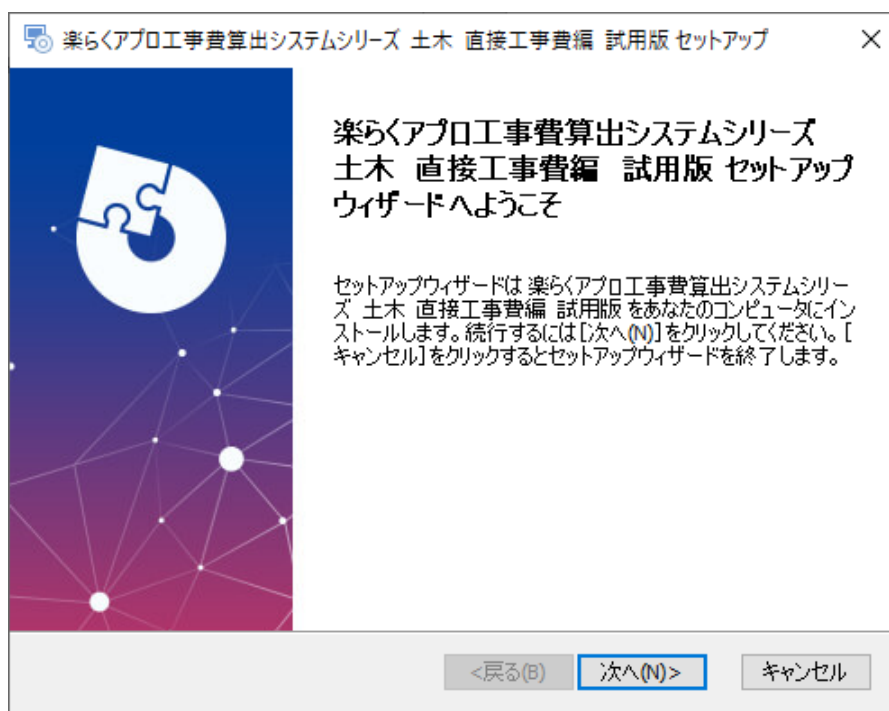 楽らくアプロ工事費算出システムシリーズ 土木 直接工事費編 試用版 セットアップ
楽らくアプロ工事費算出システムシリーズ
土木 直接工事費編 試用版 セットアップ
ウィザードへようこそ
セットアップウィザードは 楽らくアプロ工事費算出システムシリー
ズ 土木 直接工事費編 試用版 をあなたのコンピュータにイン
ストールします。続行するには[次へ(N)]をクリックしてください。[
キャンセル]をクリックするとセットアップウィザードを終了します。
<戻る(B)
次へ(N)>
キャンセル